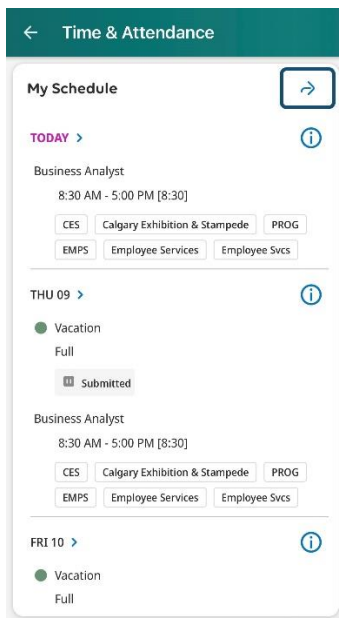 Time & Attendance
My Schedule
TODAY
Business Analyst
8:30 AM - 5:00 PM [8:30]
CES Calgary Exhibition & Stampede PROG
EMPS Employee Services Employee Svcs
THU 09
Vacation
Full
Submitted
Business Analyst
8:30 AM - 5:00 PM [8:30]
CES Calgary Exhibition & Stampede PROG
EMPS Employee Services Employee Svcs
FRI 10
Vacation
Full